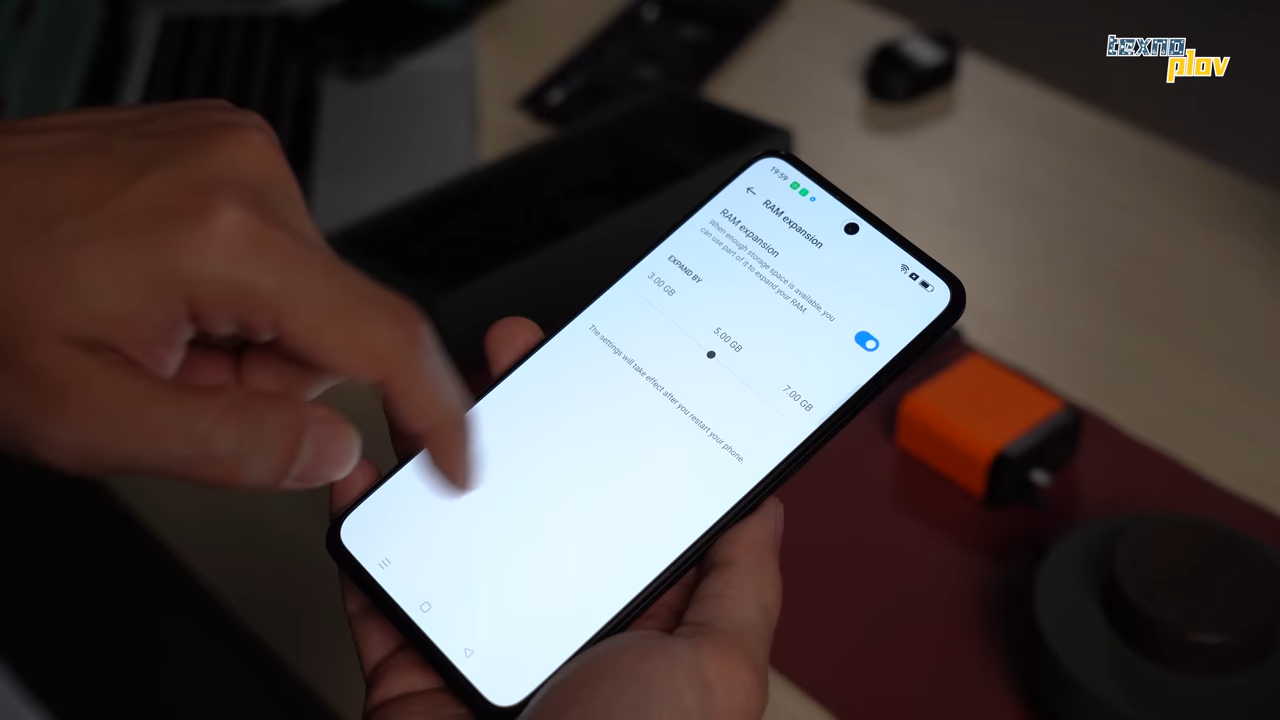 texno
plov
19:59
RAM expansion
RAM expansion
When enough storage space is available, you
can use part of it to expand your RAM.
EXPAND BY
3.00 GB
5.00 GB
7.00 GB
The settings will take effect after you restart your phone.